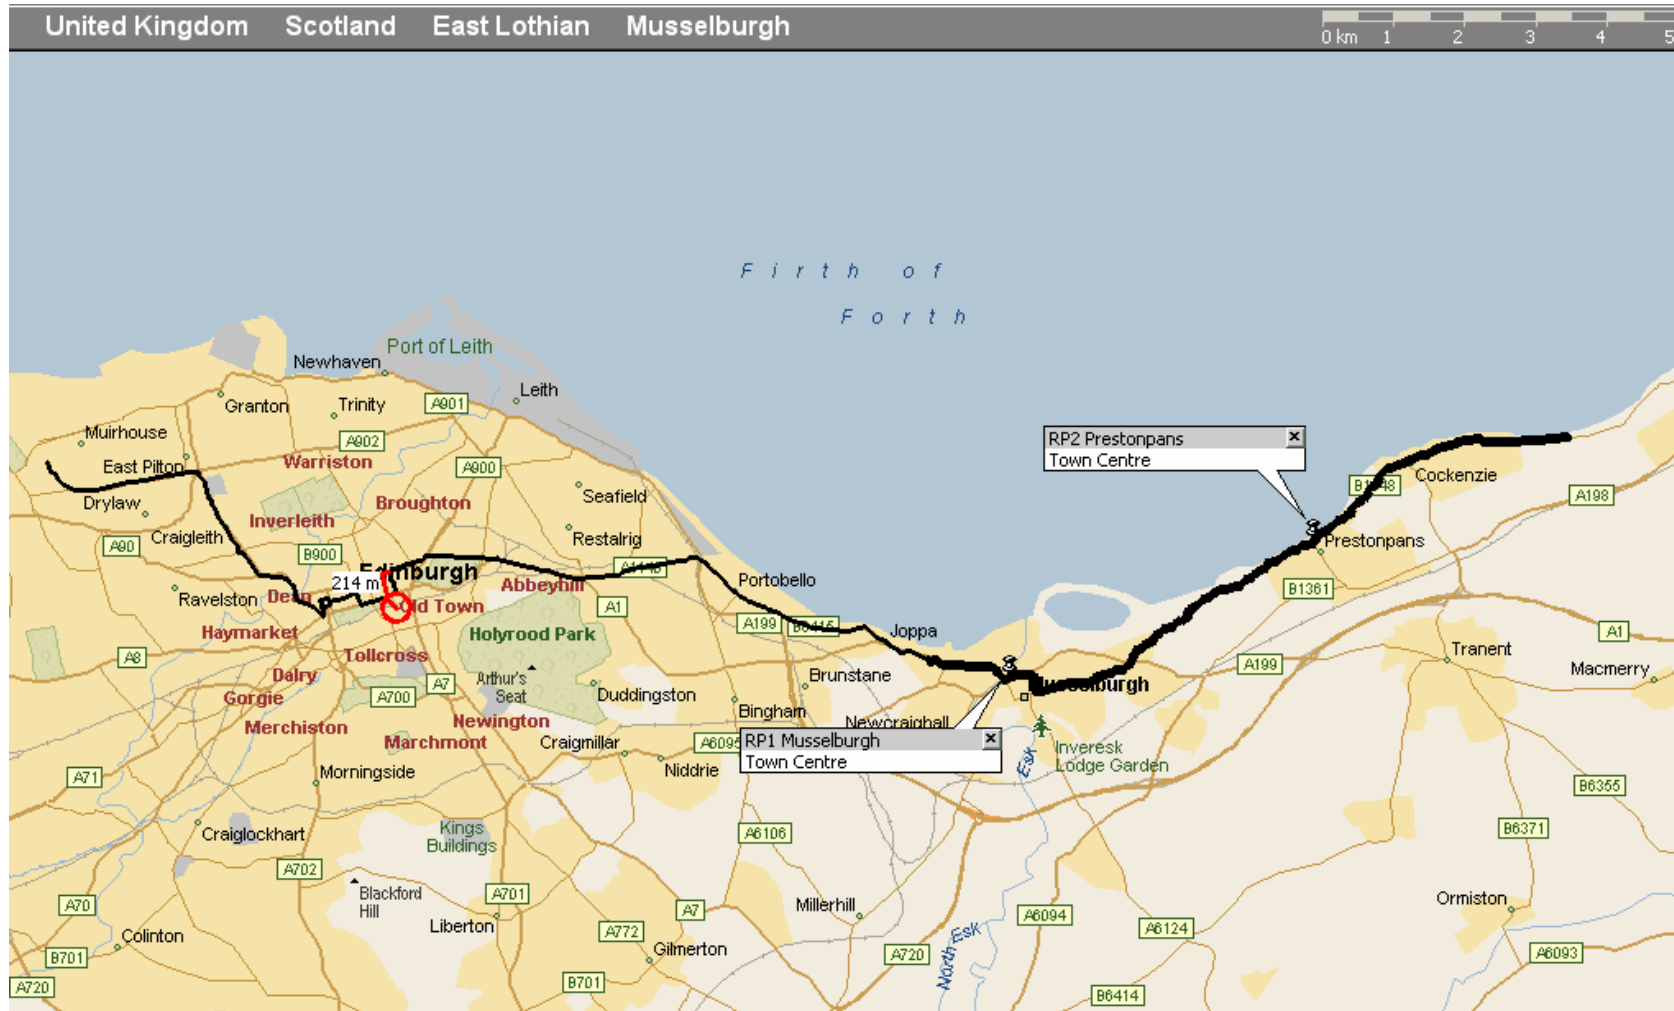 United Kingdom Scotland East Lothian Musselburgh
0 km 1 2 3 4 5
Firth of
Forth
Port of Leith
Newhaven
Leith
Granton
Trinity
A901
Muirhouse
A902
RP2 Prestonpans
Town Centre
East Pilton
Warriston
A900
Cockenzie
A198
Drylaw
Broughton
Seafield
Inverleith
Craigleith
A90
B900
Restalrig
Prestonpans
214 m
Edinburgh
Abbeyhill
Portobello
B1361
Ravelston
Dean
Old Town
A1
Haymarket
Holyrood Park
A199
Joppa
A1
Tollcross
A8
Tranent
A199
Macmerry
Dalry
Arthur's
Seat
Brunstane
Gorgie
A700
A7
Duddingston
Musselburgh
Merchiston
Newington
Bingham
Newcraighall
Marchmont
Craigmillar
A6095
RP1 Musselburgh
Town Centre
Inveresk
Lodge Garden
Esk
Niddrie
A71
Morningside
B6355
Craiglockhart
Kings
Buildings
A6106
B6371
A702
Blackford
Hill
A701
A70
Liberton
A7
Millerhill
A6094
Ormiston
Colinton
A772
A6124
B701
Gilmerton
A720
North Esk
A6093
A720
B701
B6414